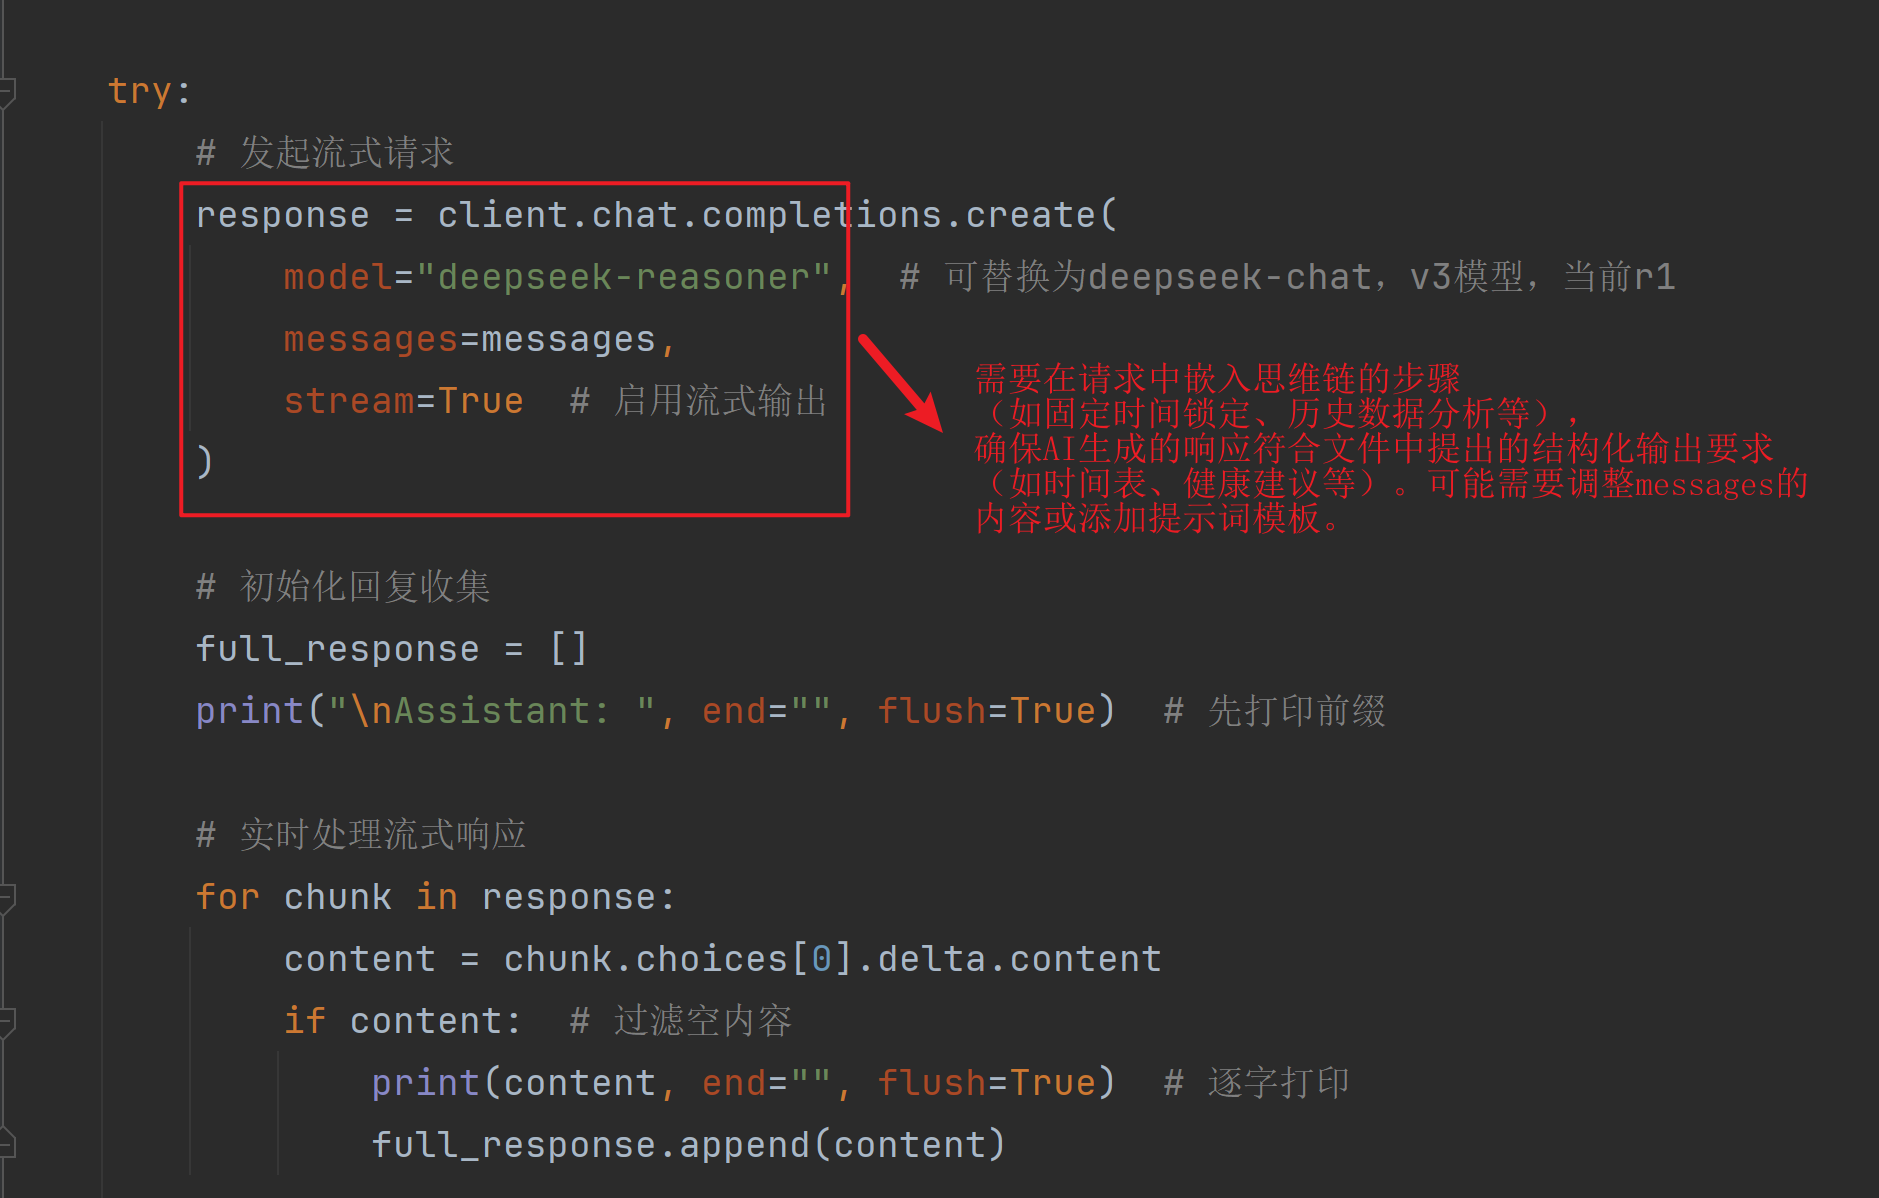 try:
# 发起流式请求
response = client.chat.completions.create(
model="deepseek-reasoner",  # 可替换为deepseek-chat，v3模型，当前r1
messages=messages,
stream=True  # 启用流式输出
)
需要在请求中嵌入思维链的步骤
（如固定时间锁定、历史数据分析等），
确保AI生成的响应符合文件中提出的结构化输出要求
（如时间表、健康建议等）。可能需要调整messages的
内容或添加提示词模板。
# 初始化回复收集
full_response = []
print("\nAssistant: ", end="", flush=True)  # 先打印前缀
# 实时处理流式响应
for chunk in response:
content = chunk.choices[0].delta.content
if content:  # 过滤空内容
print(content, end="", flush=True)  # 逐字打印
full_response.append(content)